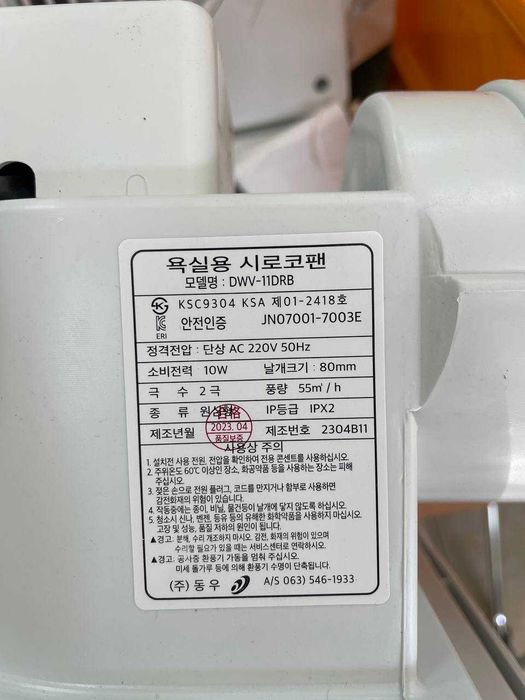 욕실용 시로코팬
모델명 : DWV-11DRB
KSC9304 KSA 제01-2418호
ERI
안전인증 JN07001-7003E
정격전압 : 단상 AC 220V 50Hz
소비전력 10W 날개크기 : 80mm
극 수 2극 풍량 55㎥/h
종 류 원심형 IP등급 IPX2
合格
2023. 04
품질보증
제조년월 제조번호 2304B11
사용상 주의
1. 설치전 사용 전원, 전압을 확인하여 전용 콘센트를 사용하십시오.
2. 주위온도 60℃ 이상인 장소, 화공약품 등을 사용하는 장소는 피해
주십시오.
3. 젖은 손으로 전원 플러그, 코드를 만지거나 함부로 사용하면
감전화재의 위험이 있습니다.
4. 작동중에는 종이, 비닐, 물건등이 날개에 닿지 않도록 하십시오.
5. 청소시 신나, 벤젠, 등유 등의 유해한 화학약품을 사용하지 마십시오.
고장 및 성능, 품질 저하의 원인이 됩니다.
▲경고: 분해, 수리 개조하지 마시오. 감전, 화재의 위험이 있으며
수리할 필요가 있을 때는 서비스센터로 연락하십시오.
▲경고: 공사중 환풍기 가동을 멈춰 주십시오.
미세 돌가루 등에 의해 환풍기 수명이 단축됩니다.
(주) 동우 A/S 063) 546-1933